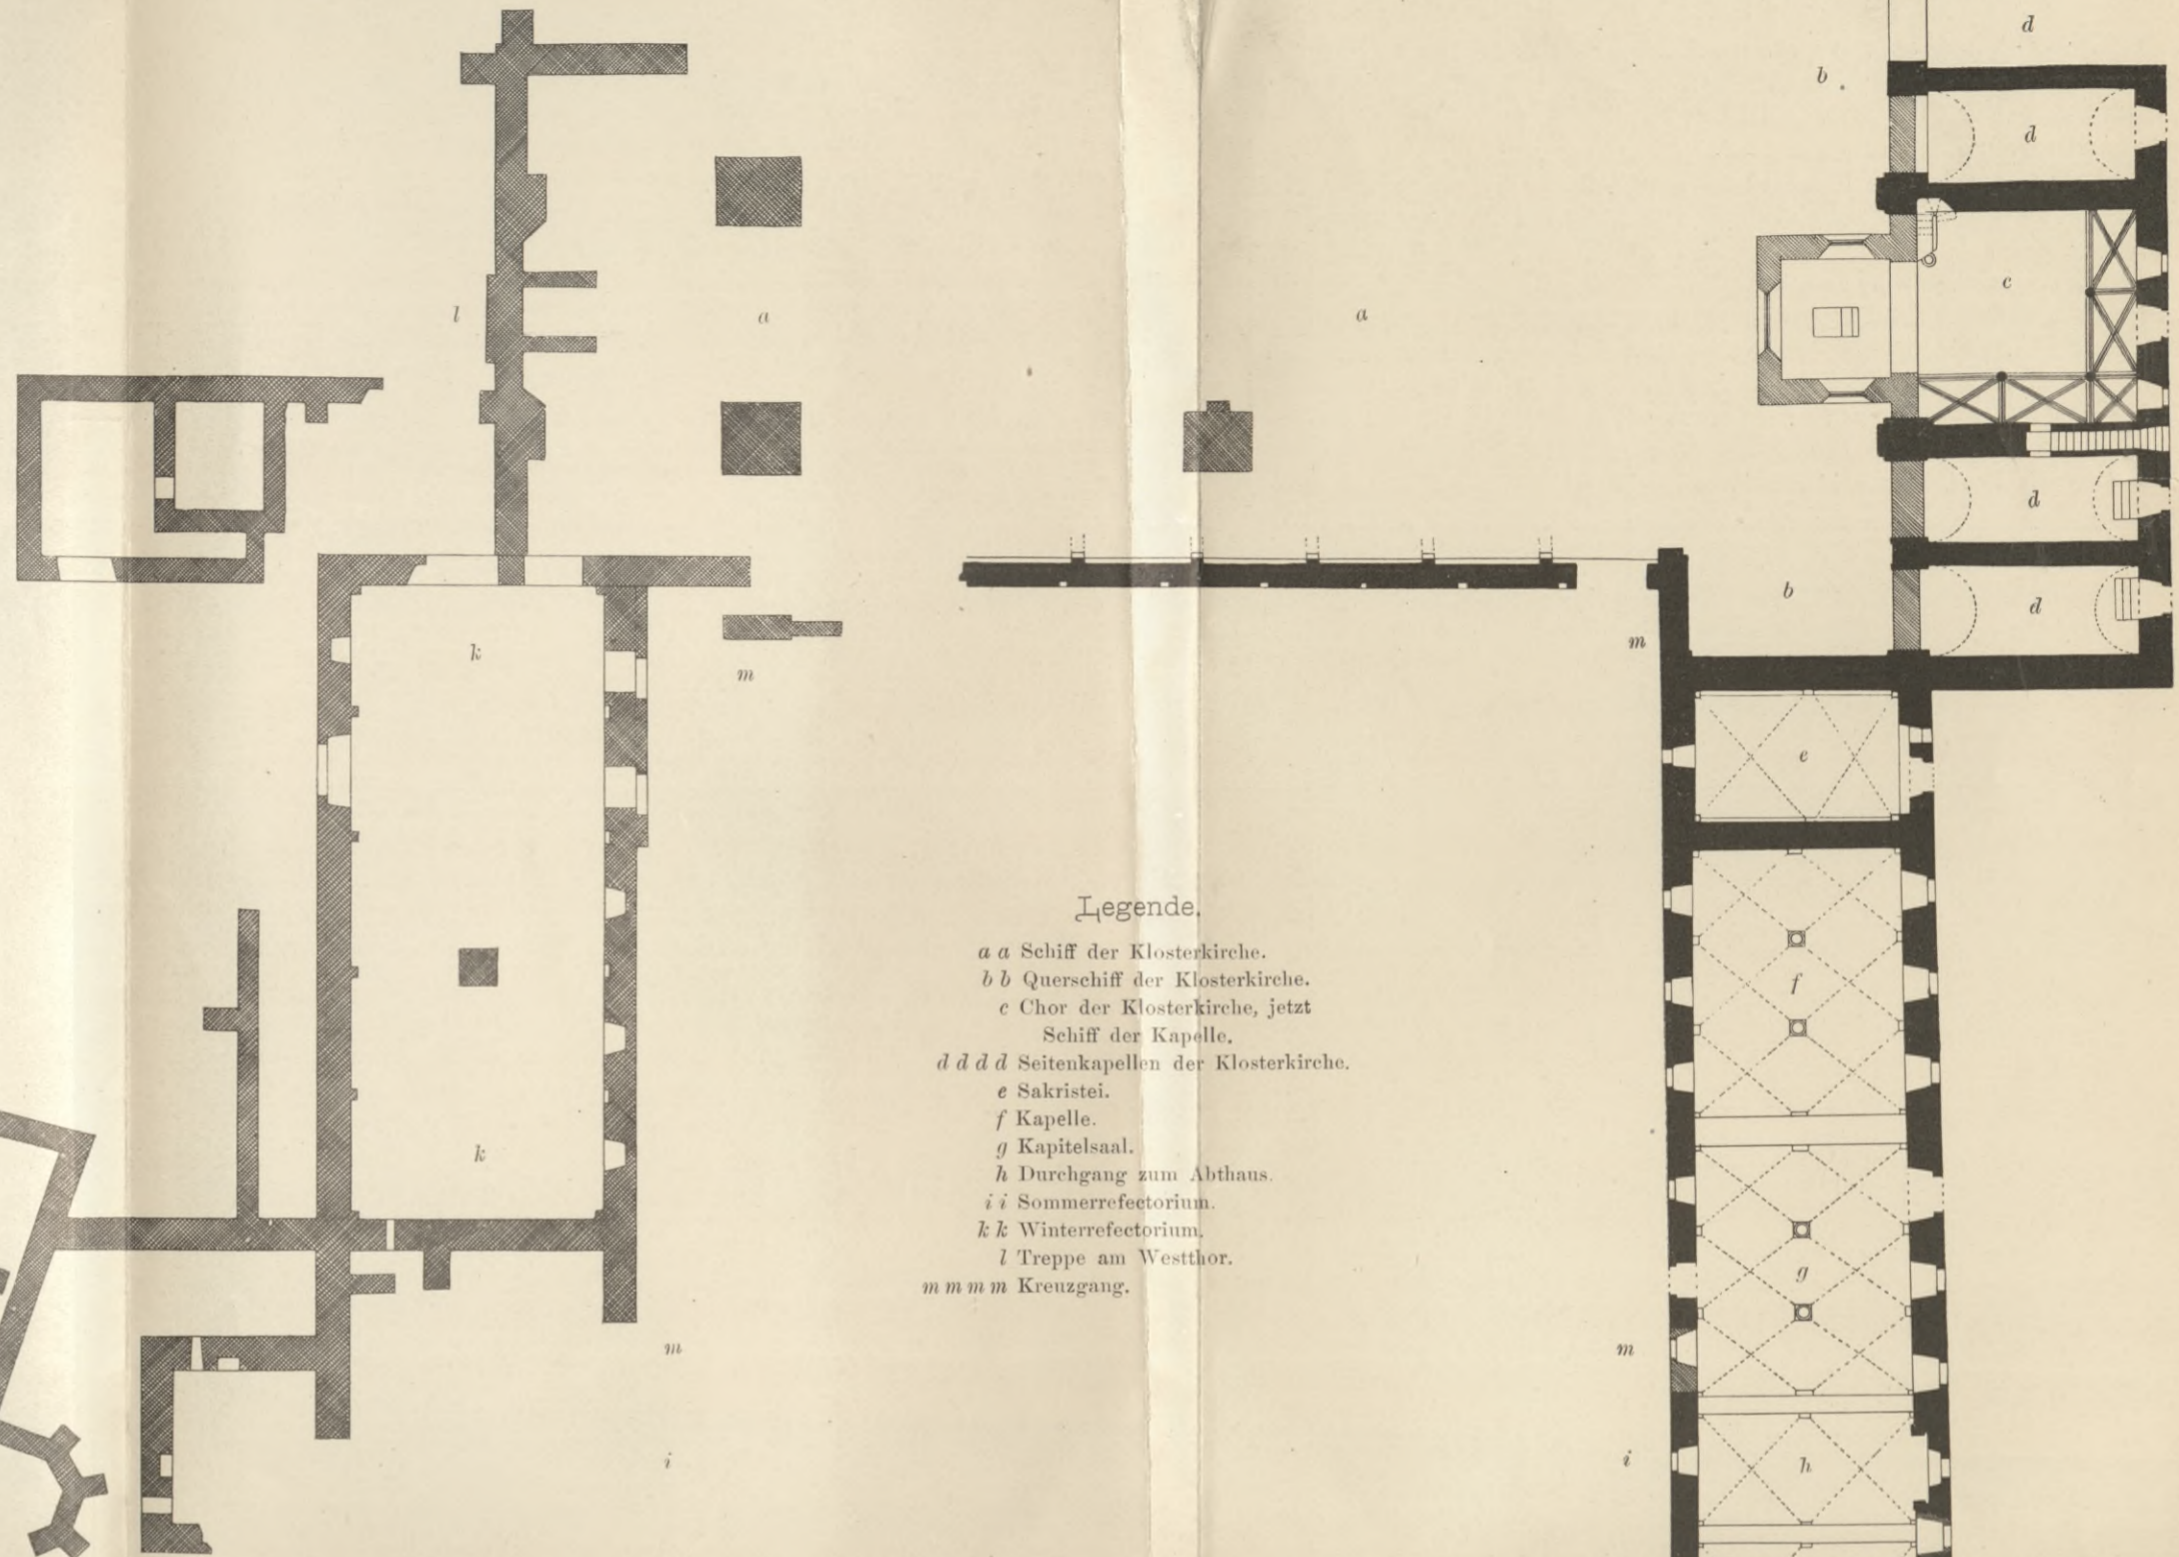 d
b
d
c
l
a
a
d
b
d
m
k
m
e
Legende.
a a Schiff der Klosterkirche.
b b Querschiff der Klosterkirche.
c Chor der Klosterkirche, jetzt
Schiff der Kapelle.
d d d d Seitenkapellen der Klosterkirche.
e Sakristei.
f Kapelle.
g Kapitelsaal.
h Durchgang zum Abthaus.
i i Sommerrefectorium.
k k Winterrefectorium.
l Treppe am Westthor.
m m m m Kreuzgang.
f
k
g
m
m
i
i
h